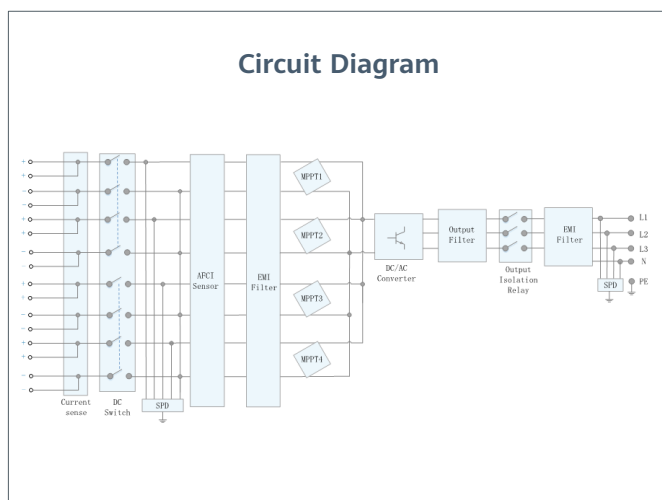 Circuit Diagram
+
+
-
-
+
+
-
-
+
+
-
-
+
+
-
-
Current
sense
DC
Switch
SPD
AFCI
Sensor
EMI
Filter
MPPT1
MPPT2
MPPT3
MPPT4
DC/AC
Converter
Output
Filter
Output
Isolation
Relay
EMI
Filter
SPD
L1
L2
L3
N
PE